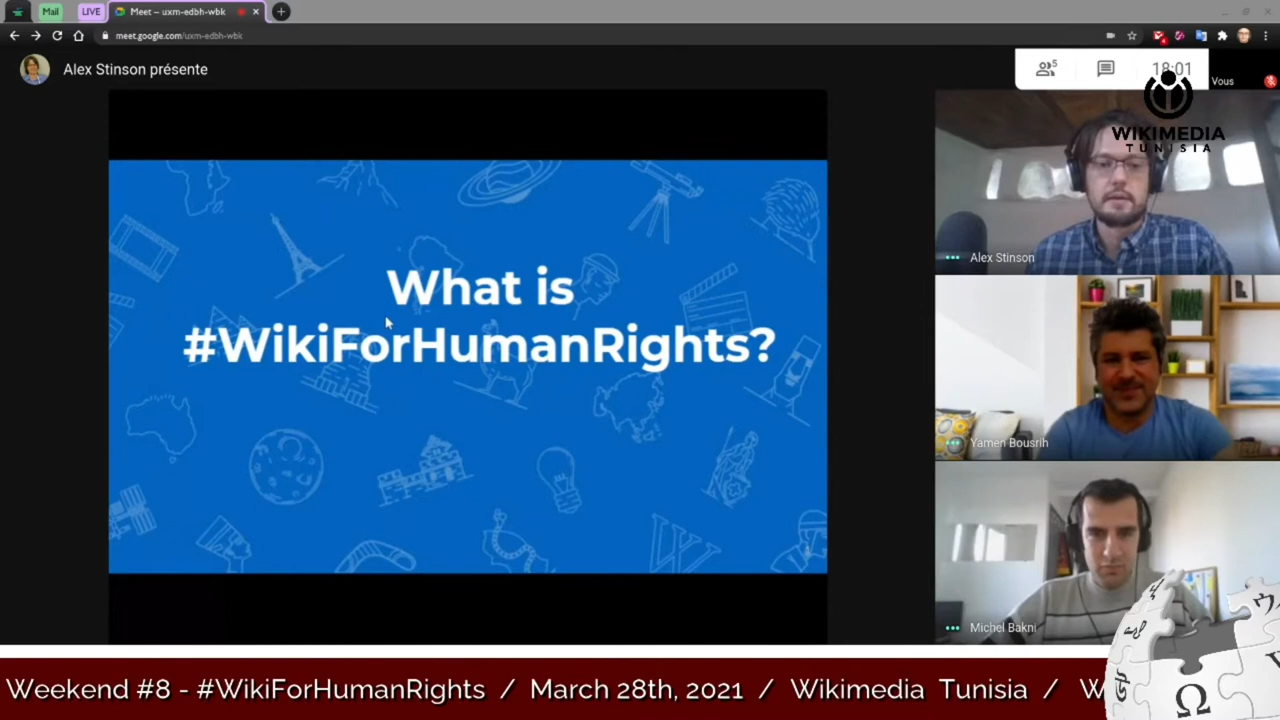 Mail
LIVE
Meet – uxm-edbh-wbk
meet.google.com/uxm-edbh-wbk
Alex Stinson présente
5
18:01
Vous
WIKIMEDIA
TUNISIA
What is
#WikiForHumanRights?
Alex Stinson
Yamen Bousrih
Michel Bakni
Weekend #8 - #WikiForHumanRights / March 28th, 2021 / Wikimedia Tunisia / W
Ω